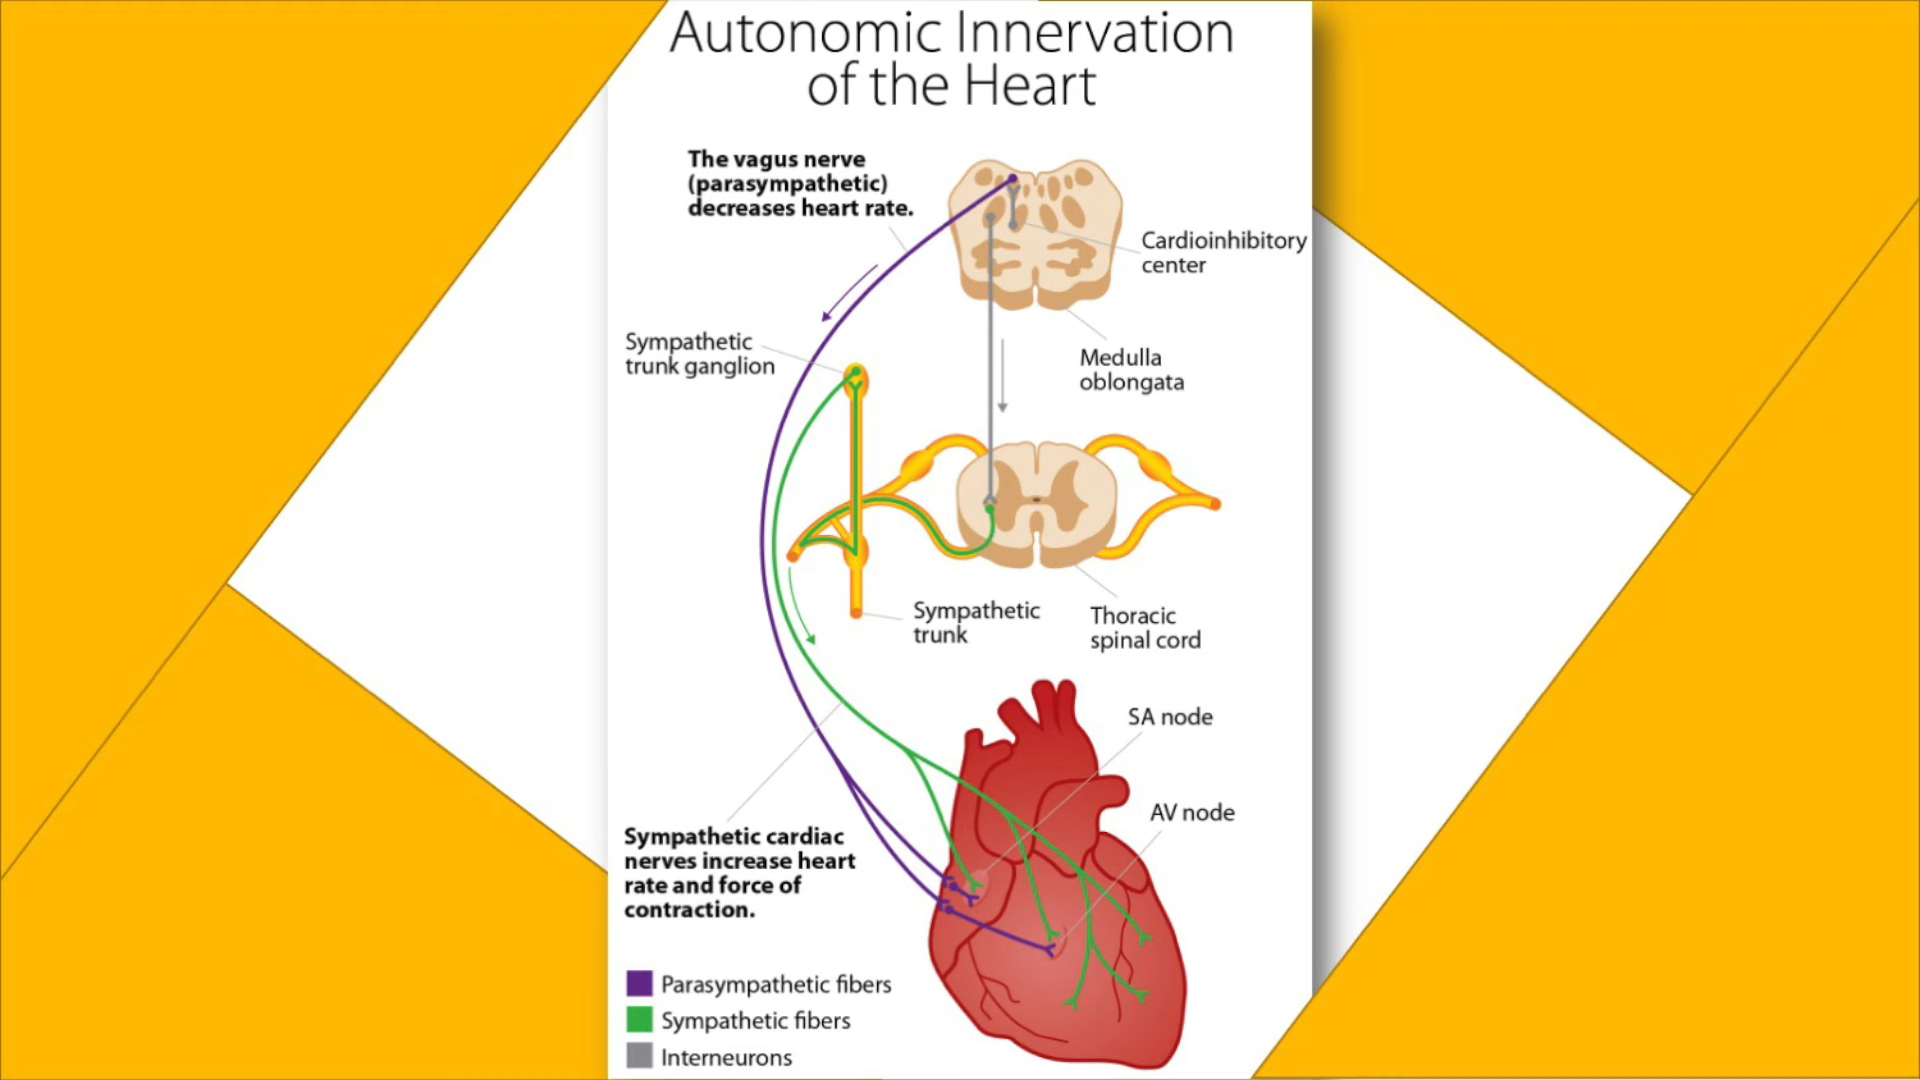 Autonomic Innervation
of the Heart
The vagus nerve
(parasympathetic)
decreases heart rate.
Cardioinhibitory
center
Sympathetic
trunk ganglion
Medulla
oblongata
Sympathetic
trunk
Thoracic
spinal cord
SA node
AV node
Sympathetic cardiac
nerves increase heart
rate and force of
contraction.
Parasympathetic fibers
Sympathetic fibers
Interneurons